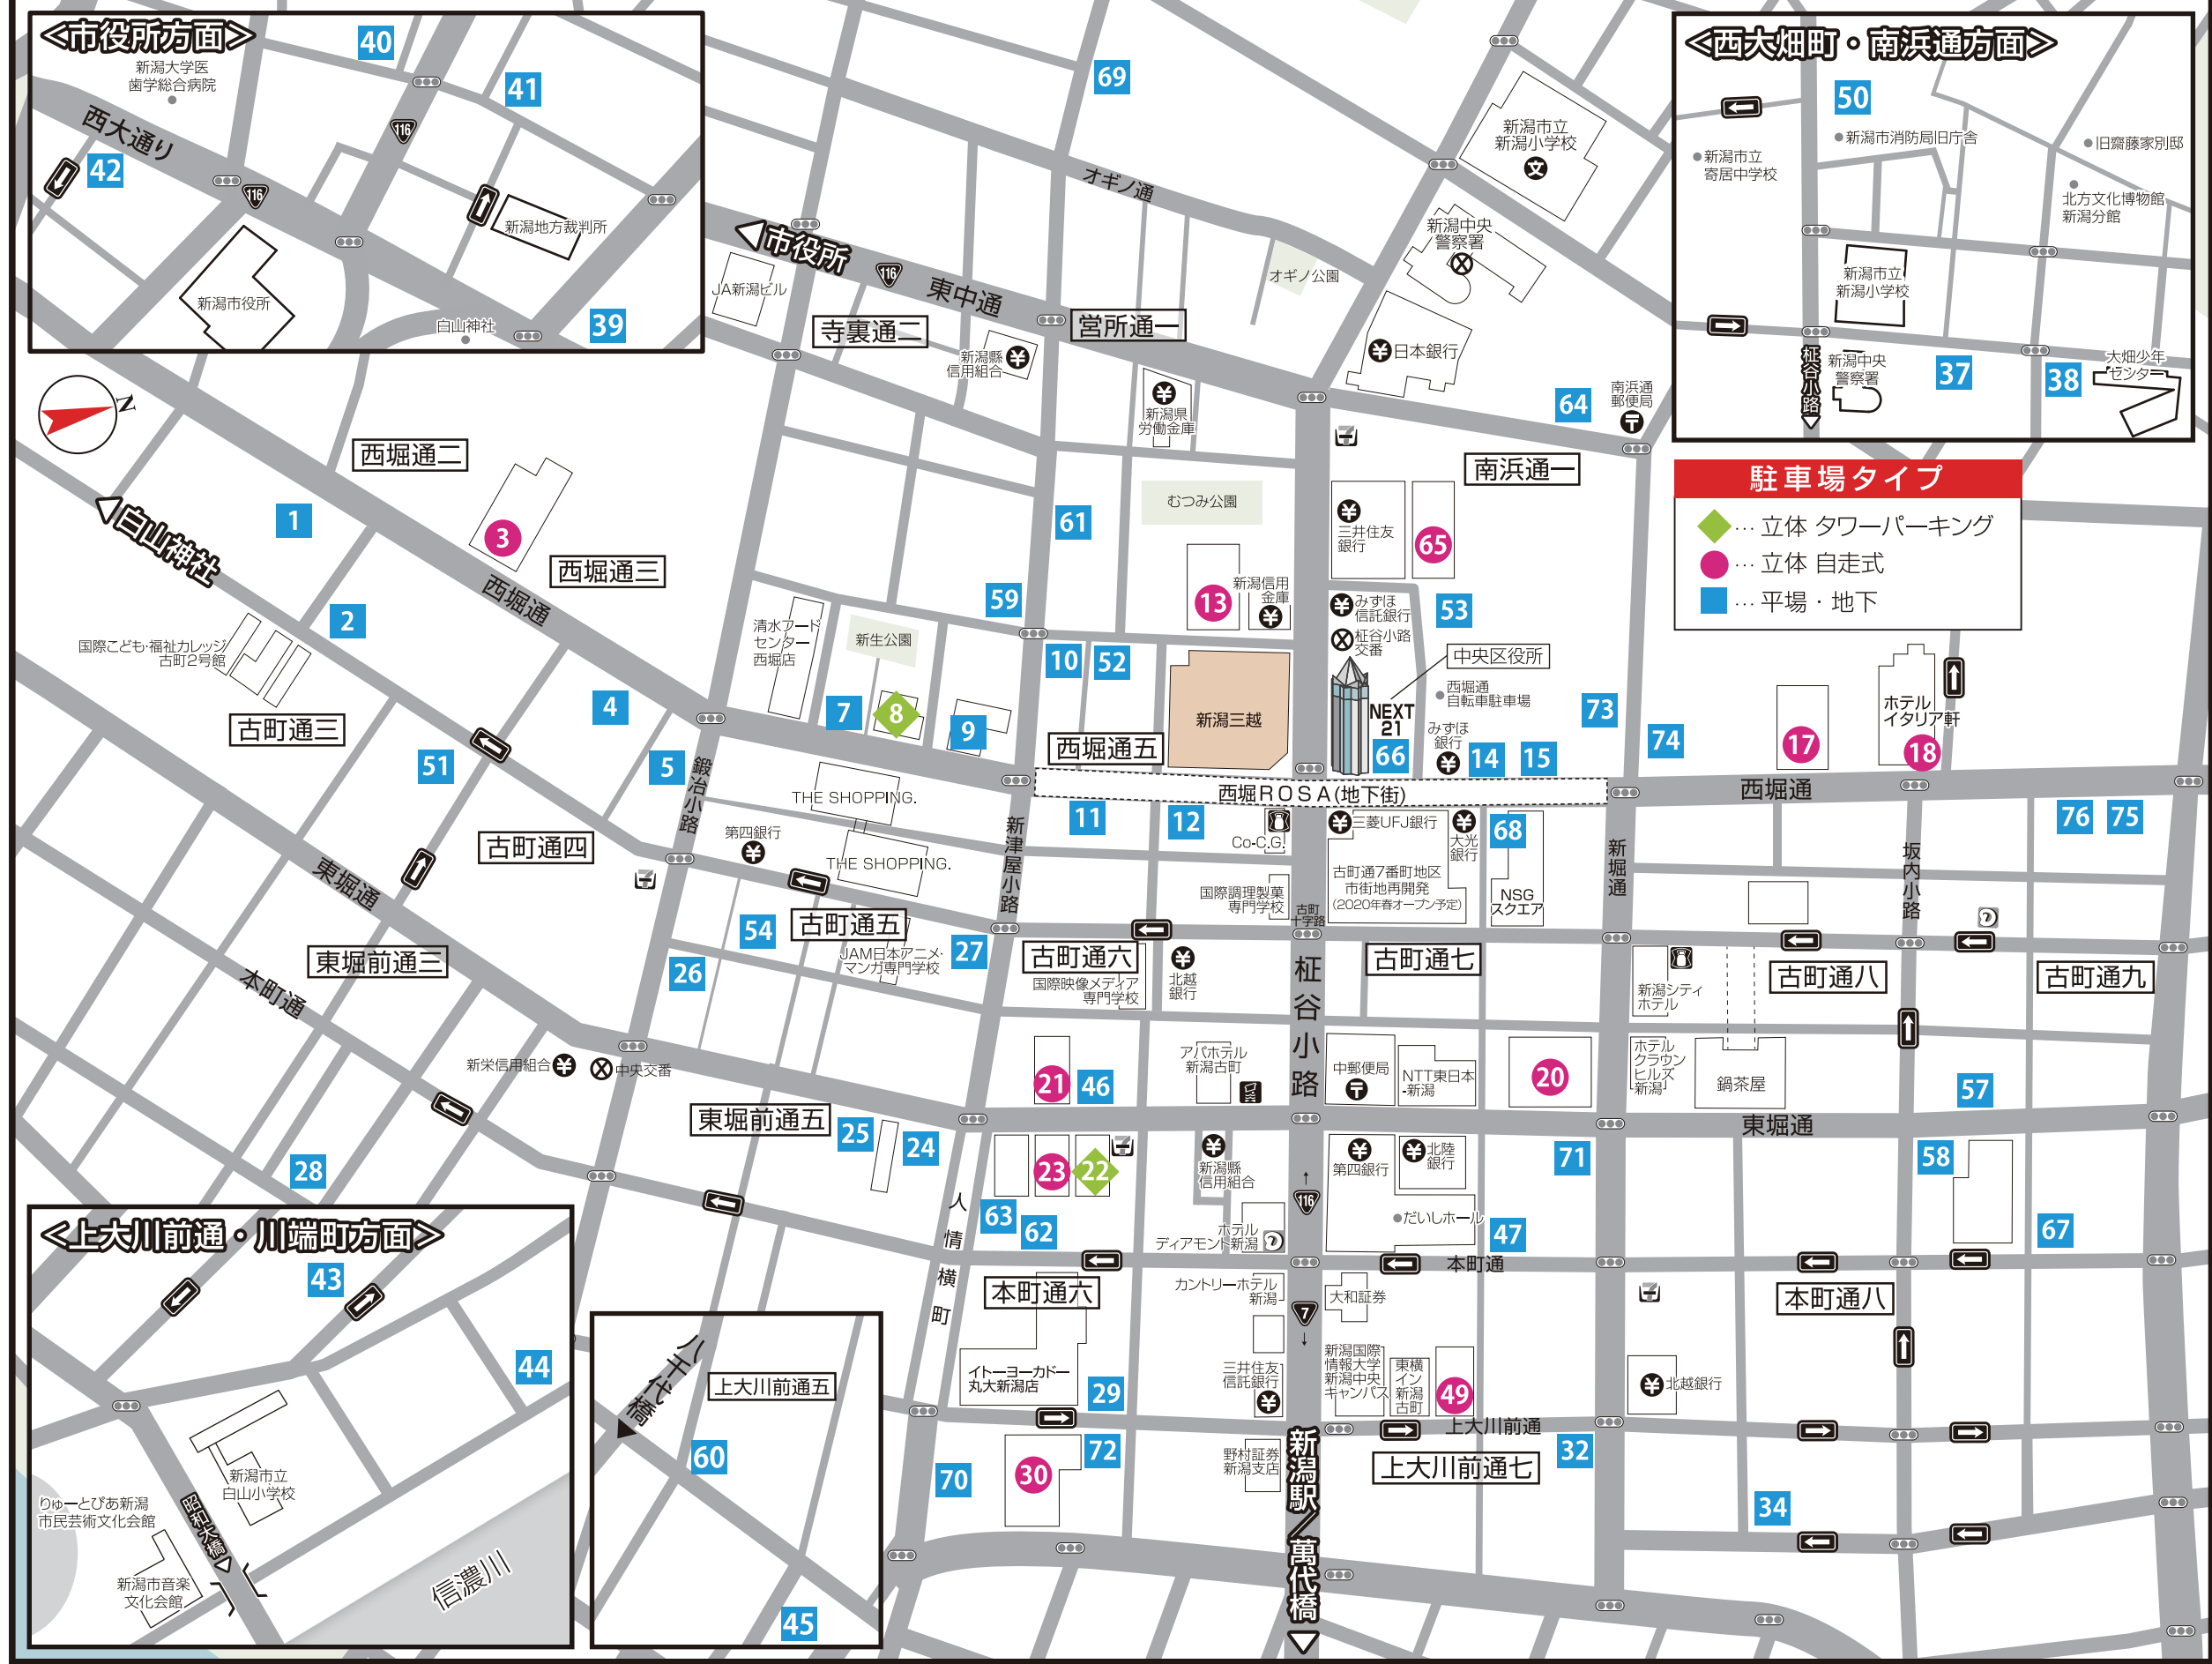 <市役所方面>
新潟大学医
歯学総合病院
40
41
116
西大通り
42
116
新潟地方裁判所
新潟市役所
白山神社
39
69
新潟市立
新潟小学校
文
オギノ通
新潟中央
警察署
オギノ公園
市役所
116
東中通
JA新潟ビル
寺裏通二
営所通一
新潟縣
信用組合
日本銀行
新潟県
労働金庫
64
南浜通
郵便局
<西大畑町・南浜通方面>
50
新潟市消防局旧庁舎
旧齋藤家別邸
新潟市立
寄居中学校
北方文化博物館
新潟分館
新潟市立
新潟小学校
柾谷小路
新潟中央
警察署
37
38
大畑少年
センター
駐車場タイプ
… 立体 タワーパーキング
… 立体 自走式
… 平場・地下
N
西堀通二
1
3
白山神社
西堀通三
西堀通
2
国際こども・福祉カレッジ
古町2号館
古町通三
4
51
5
鍛冶小路
古町通四
東堀通
東堀前通三
本町通
南浜通一
むつみ公園
61
三井住友
銀行
65
59
13
新潟信用
金庫
みずほ
信託銀行
53
柾谷小路
交番
中央区役所
清水フード
センター
西堀店
新生公園
10
52
7
8
9
新潟三越
NEXT
21
66
西堀通
自転車駐車場
みずほ
銀行
14
15
73
74
17
ホテル
イタリア軒
18
西堀通五
西堀ROSA(地下街)
西堀通
76
75
THE SHOPPING.
11
12
Co-C.G.
三菱UFJ銀行
大光
銀行
68
第四銀行
THE SHOPPING.
新津屋小路
古町通7番町地区
市街地再開発
(2020年春オープン予定)
NSG
スクエア
新堀通
坂内小路
国際調理製菓
専門学校
古町
十字路
54
古町通五
27
JAM日本アニメ・
マンガ専門学校
26
古町通六
国際映像メディア
専門学校
北越
銀行
柾谷小路
古町通七
新潟シティ
ホテル
古町通八
古町通九
新栄信用組合
中央交番
21
46
アパホテル
新潟古町
中郵便局
NTT東日本
-新潟
20
ホテル
クラウン
ヒルズ
新潟
鍋茶屋
57
東堀前通五
25
24
東堀通
23
22
新潟縣
信用組合
第四銀行
北陸
銀行
71
58
28
人情横町
63
62
116
だいしホール
47
67
ホテル
ディアモント新潟
本町通
本町通六
カントリーホテル
新潟
大和証券
7
本町通八
イトーヨーカドー
丸大新潟店
29
三井住友
信託銀行
新潟国際
情報大学
新潟中央
キャンパス
東横
イン
新潟
古町
49
北越銀行
上大川前通
70
30
72
野村証券
新潟支店
新潟駅/萬代橋
上大川前通七
32
34
<上大川前通・川端町方面>
43
44
新潟市立
白山小学校
りゅーとぴあ新潟
市民芸術文化会館
昭和大橋
新潟市音楽
文化会館
信濃川
八千代橋
上大川前通五
60
45